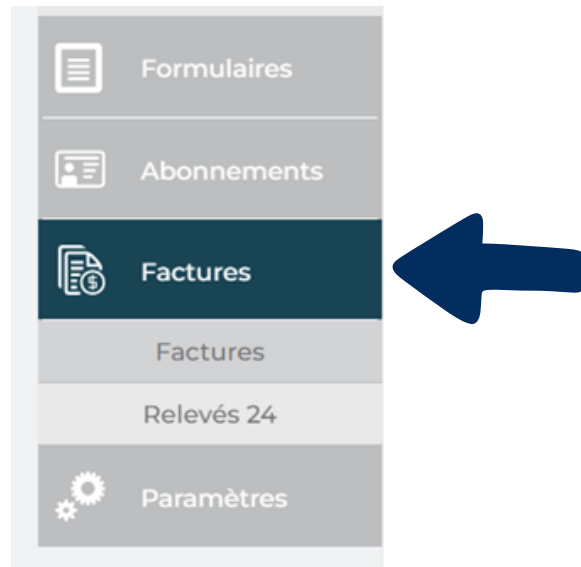 Formulaires
Abonnements
Factures
Factures
Relevés 24
Paramètres